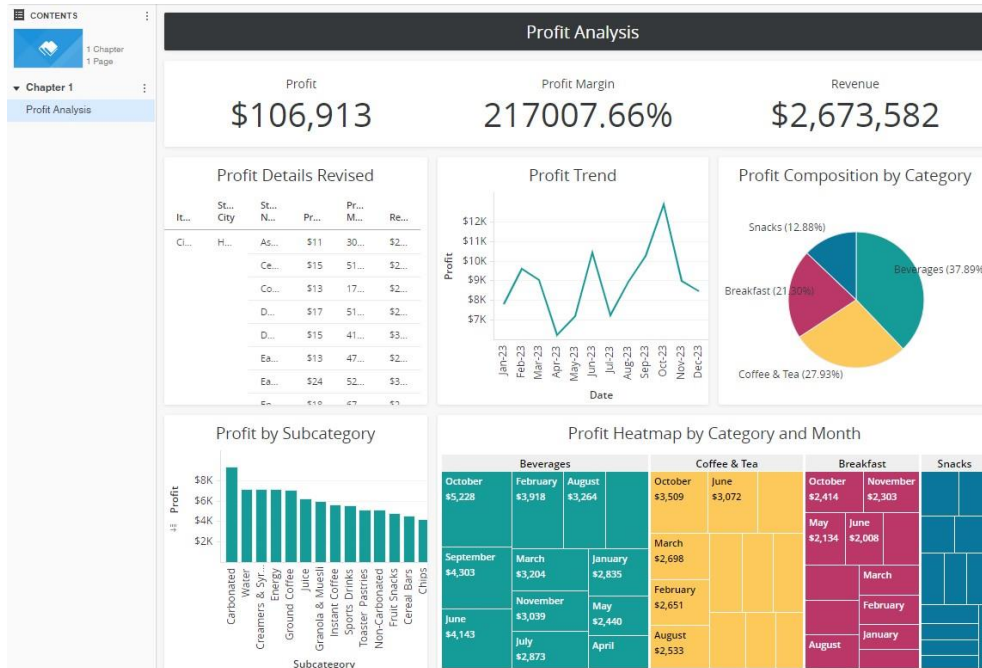 CONTENTS
1 Chapter
1 Page
Chapter 1
Profit Analysis
Profit Analysis
Profit
$106,913
Profit Margin
217007.66%
Revenue
$2,673,582
Profit Details Revised
It... St... City St... N... Pr... Pr... M... Re...
Ci... H... As... $11 30... $2...
Ce... $15 51... $2...
Co... $13 17... $2...
D... $17 51... $2...
D... $15 41... $3...
Ea... $13 47... $2...
Ea... $24 52... $3...
Profit Trend
Profit
$12K
$11K
$10K
$9K
$8K
$7K
Jan-23
Feb-23
Mar-23
Apr-23
May-23
Jun-23
Jul-23
Aug-23
Sep-23
Oct-23
Nov-23
Dec-23
Date
Profit Composition by Category
Snacks (12.88%)
Beverages (37.89%)
Breakfast (21.30%)
Coffee & Tea (27.93%)
Profit by Subcategory
Profit
$8K
$6K
$4K
$2K
Carbonated
Water
Creamers & Syr...
Energy
Ground Coffee
Juice
Granola & Muesli
Instant Coffee
Sports Drinks
Toaster Pastries
Non-Carbonated
Fruit Snacks
Cereal Bars
Chips
Subcategory
Profit Heatmap by Category and Month
Beverages
October
$5,228
February
$3,918
August
$3,264
September
$4,303
March
$3,204
January
$2,835
November
$3,039
May
$2,440
June
$4,143
July
$2,873
April
Coffee & Tea
October
$3,509
June
$3,072
March
$2,698
February
$2,651
August
$2,533
Breakfast
October
$2,414
November
$2,303
May
$2,134
June
$2,008
March
February
August
January
Snacks